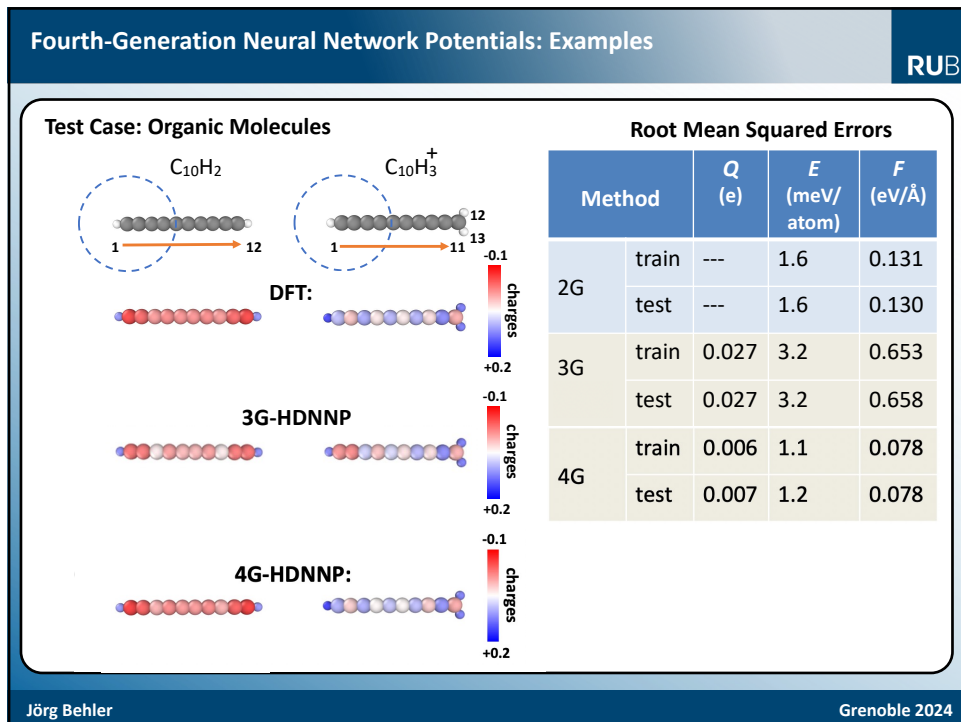 Fourth-Generation Neural Network Potentials: Examples
RUB
Test Case: Organic Molecules
C₁₀H₂
C₁₀H₃⁺
1
12
1
11
12
13
DFT:
-0.1
charges
+0.2
3G-HDNNP
-0.1
charges
+0.2
4G-HDNNP:
-0.1
charges
+0.2
Root Mean Squared Errors
Method Q (e) E (meV/atom) F (eV/Å)
2G train --- 1.6 0.131
test --- 1.6 0.130
3G train 0.027 3.2 0.653
test 0.027 3.2 0.658
4G train 0.006 1.1 0.078
test 0.007 1.2 0.078
Jörg Behler
Grenoble 2024